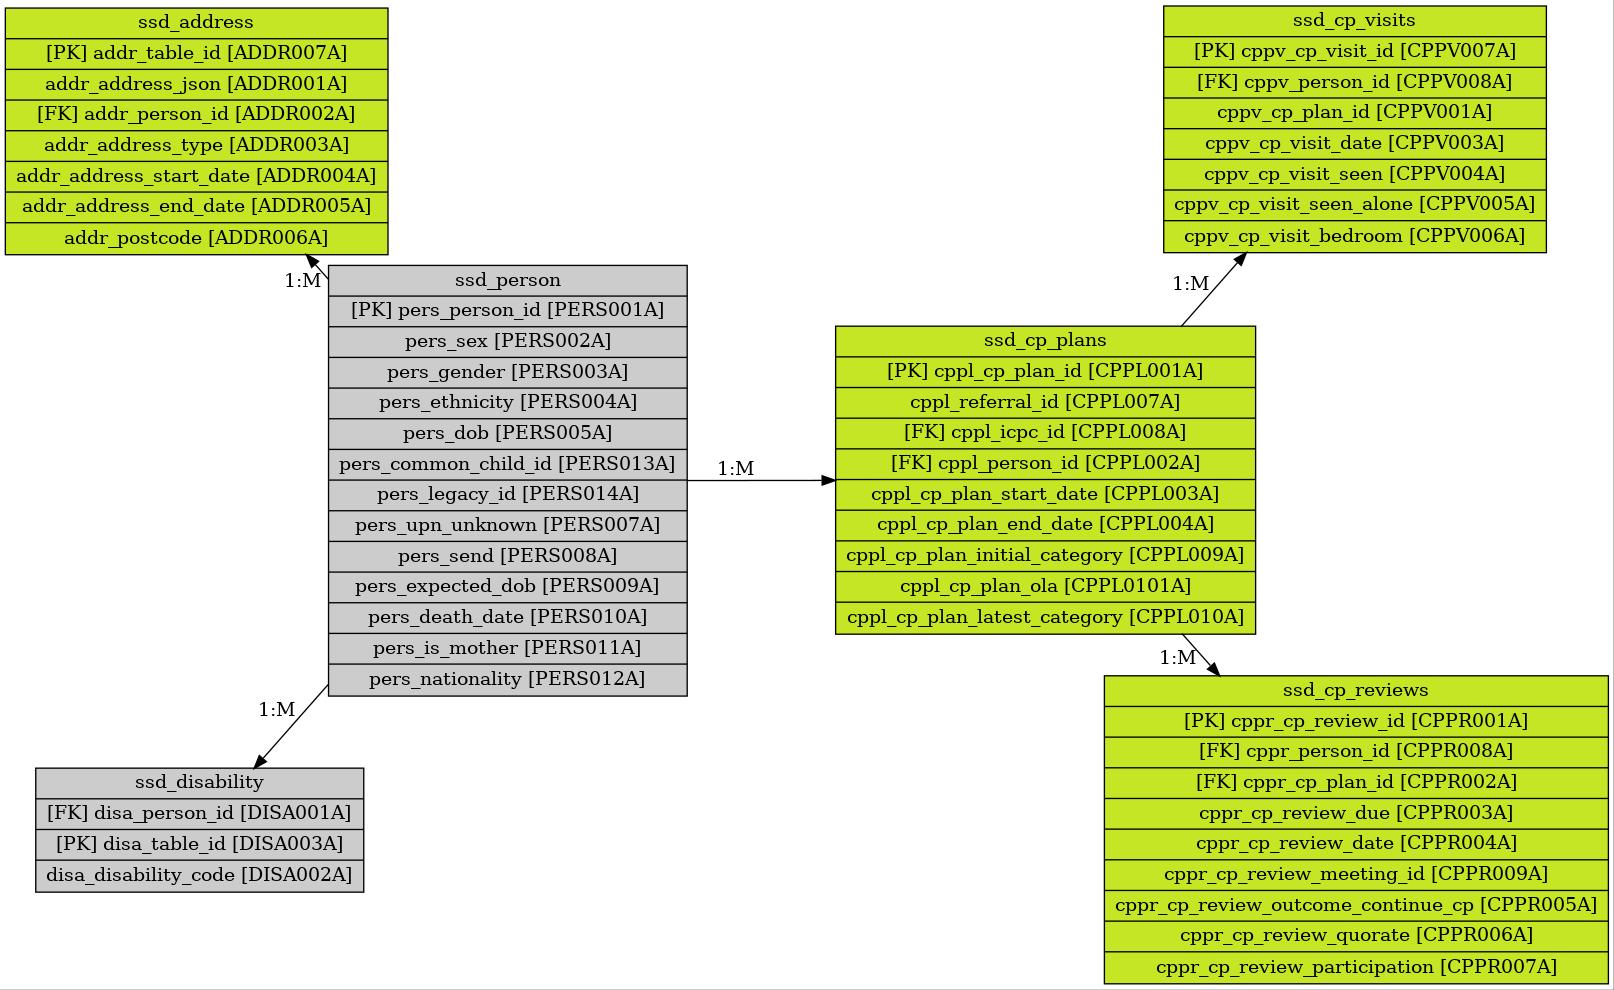 ssd_address
[PK] addr_table_id [ADDR007A]
addr_address_json [ADDR001A]
[FK] addr_person_id [ADDR002A]
addr_address_type [ADDR003A]
addr_address_start_date [ADDR004A]
addr_address_end_date [ADDR005A]
addr_postcode [ADDR006A]
1:M
ssd_person
[PK] pers_person_id [PERS001A]
pers_sex [PERS002A]
pers_gender [PERS003A]
pers_ethnicity [PERS004A]
pers_dob [PERS005A]
pers_common_child_id [PERS013A]
pers_legacy_id [PERS014A]
pers_upn_unknown [PERS007A]
pers_send [PERS008A]
pers_expected_dob [PERS009A]
pers_death_date [PERS010A]
pers_is_mother [PERS011A]
pers_nationality [PERS012A]
1:M
ssd_disability
[FK] disa_person_id [DISA001A]
[PK] disa_table_id [DISA003A]
disa_disability_code [DISA002A]
1:M
ssd_cp_plans
[PK] cppl_cp_plan_id [CPPL001A]
cppl_referral_id [CPPL007A]
[FK] cppl_icpc_id [CPPL008A]
[FK] cppl_person_id [CPPL002A]
cppl_cp_plan_start_date [CPPL003A]
cppl_cp_plan_end_date [CPPL004A]
cppl_cp_plan_initial_category [CPPL009A]
cppl_cp_plan_ola [CPPL0101A]
cppl_cp_plan_latest_category [CPPL010A]
1:M
ssd_cp_visits
[PK] cppv_cp_visit_id [CPPV007A]
[FK] cppv_person_id [CPPV008A]
cppv_cp_plan_id [CPPV001A]
cppv_cp_visit_date [CPPV003A]
cppv_cp_visit_seen [CPPV004A]
cppv_cp_visit_seen_alone [CPPV005A]
cppv_cp_visit_bedroom [CPPV006A]
1:M
ssd_cp_reviews
[PK] cppr_cp_review_id [CPPR001A]
[FK] cppr_person_id [CPPR008A]
[FK] cppr_cp_plan_id [CPPR002A]
cppr_cp_review_due [CPPR003A]
cppr_cp_review_date [CPPR004A]
cppr_cp_review_meeting_id [CPPR009A]
cppr_cp_review_outcome_continue_cp [CPPR005A]
cppr_cp_review_quorate [CPPR006A]
cppr_cp_review_participation [CPPR007A]